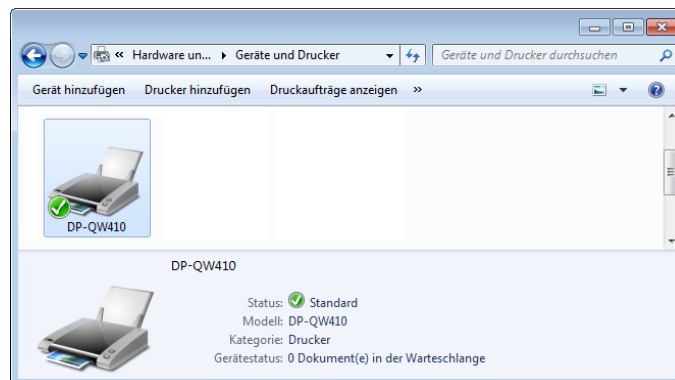 « Hardware un... ▸ Geräte und Drucker Geräte und Drucker durchsuchen
Gerät hinzufügen Drucker hinzufügen Druckaufträge anzeigen »
DP-QW410
DP-QW410
Status: Standard
Modell: DP-QW410
Kategorie: Drucker
Gerätestatus: 0 Dokument(e) in der Warteschlange